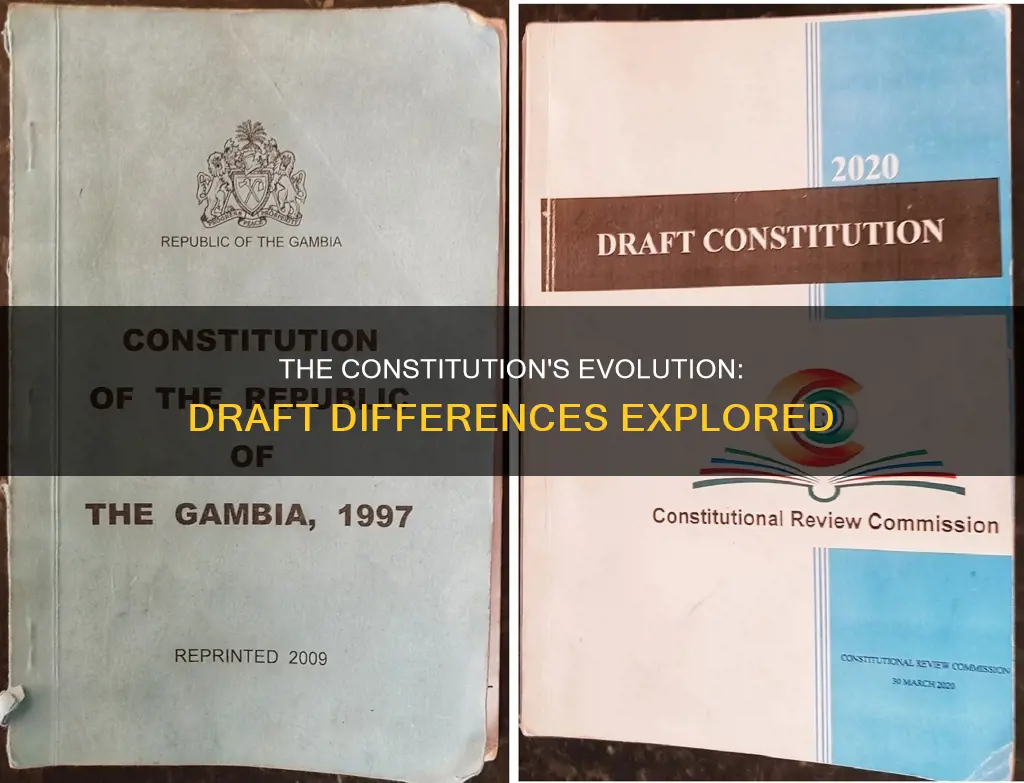 REPUBLIC OF THE GAMBIA
CONSTITUTION
OF THE REPUBLIC
OF
THE GAMBIA, 1997
REPRINTED 2009
2020
DRAFT CONSTITUTION
Constitutional Review Commission
CONSTITUTIONAL REVIEW COMMISSION
30 MARCH 2020
THE CONSTITUTION'S EVOLUTION:
DRAFT DIFFERENCES EXPLORED